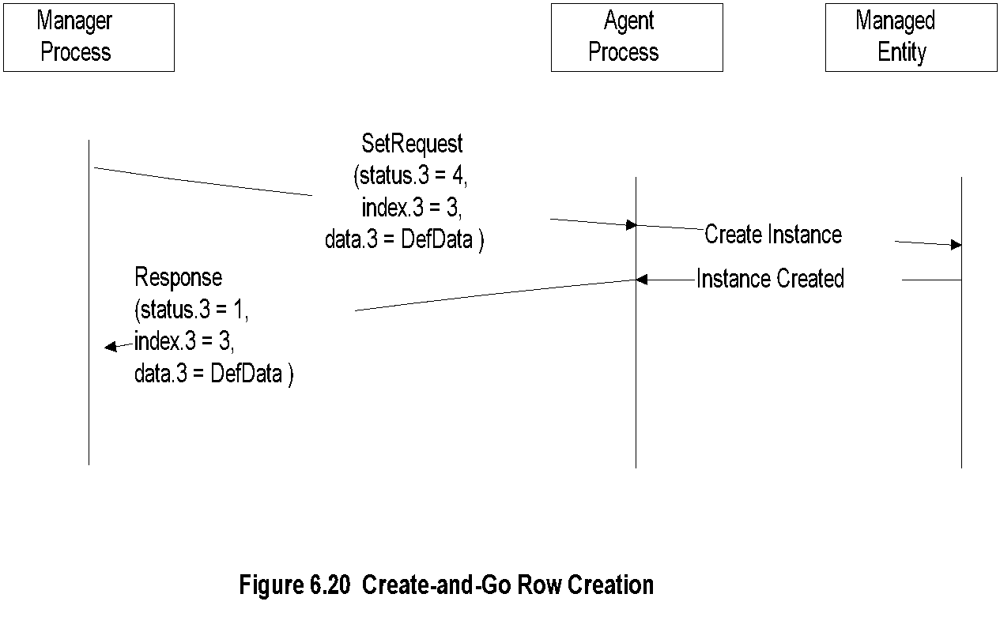 Manager
Process
Agent
Process
Managed
Entity
SetRequest
(status.3 = 4,
index.3 = 3,
data.3 = DefData )
Create Instance
Instance Created
Response
(status.3 = 1,
index.3 = 3,
data.3 = DefData )
Figure 6.20  Create-and-Go Row Creation